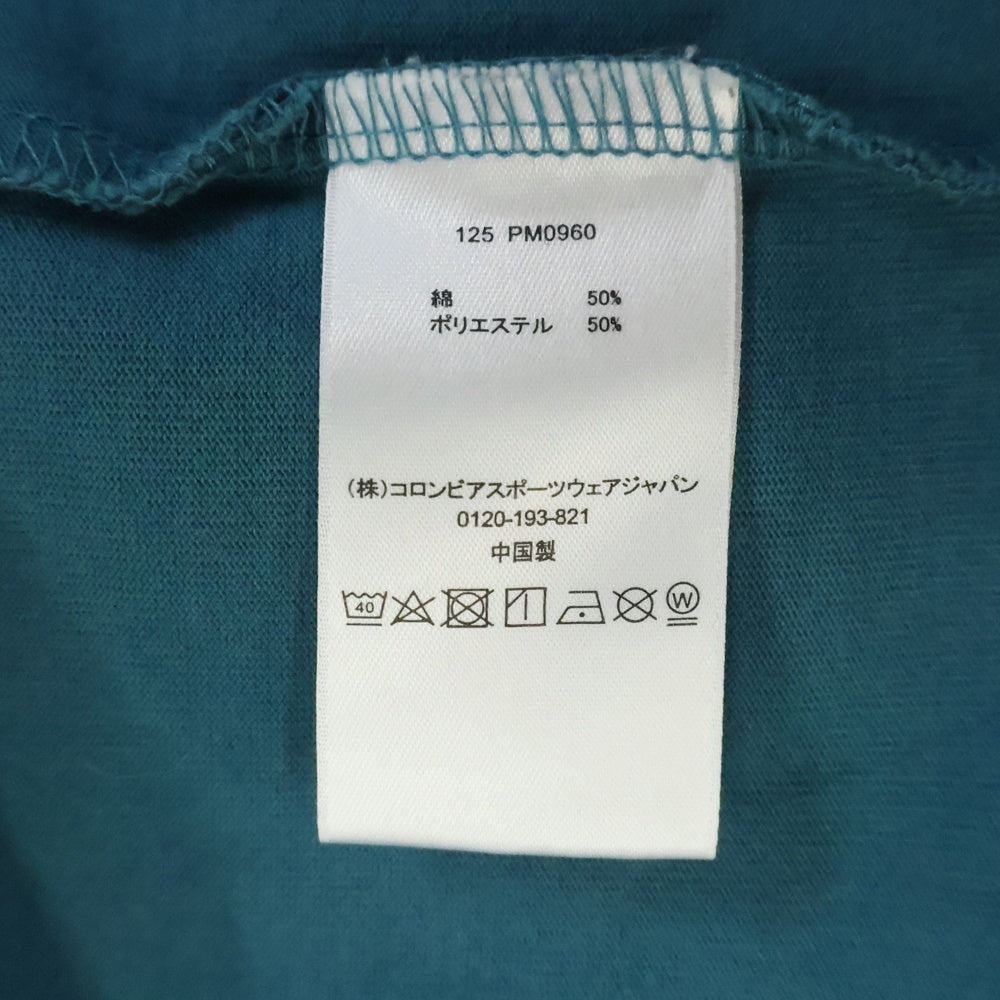 125 PM0960
綿 50%
ポリエステル 50%
(株)コロンビアスポーツウェアジャパン
0120-193-821
中国製
40 W